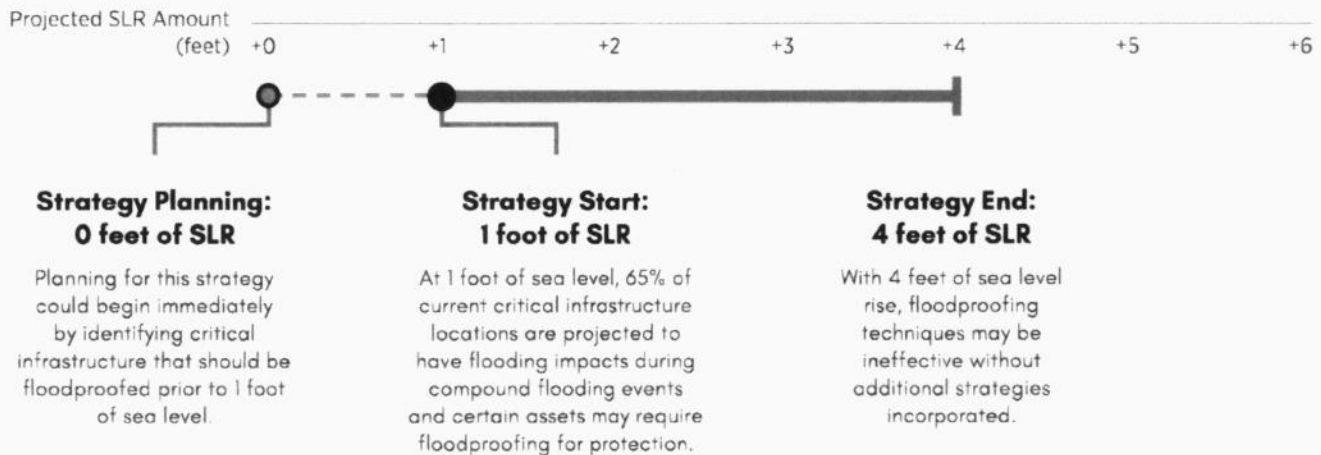 Projected SLR Amount
(feet) +0 +1 +2 +3 +4 +5 +6
Strategy Planning:
0 feet of SLR
Planning for this strategy
could begin immediately
by identifying critical
infrastructure that should be
floodproofed prior to 1 foot
of sea level.
Strategy Start:
1 foot of SLR
At 1 foot of sea level, 65% of
current critical infrastructure
locations are projected to
have flooding impacts during
compound flooding events
and certain assets may require
floodproofing for protection.
Strategy End:
4 feet of SLR
With 4 feet of sea level
rise, floodproofing
techniques may be
ineffective without
additional strategies
incorporated.